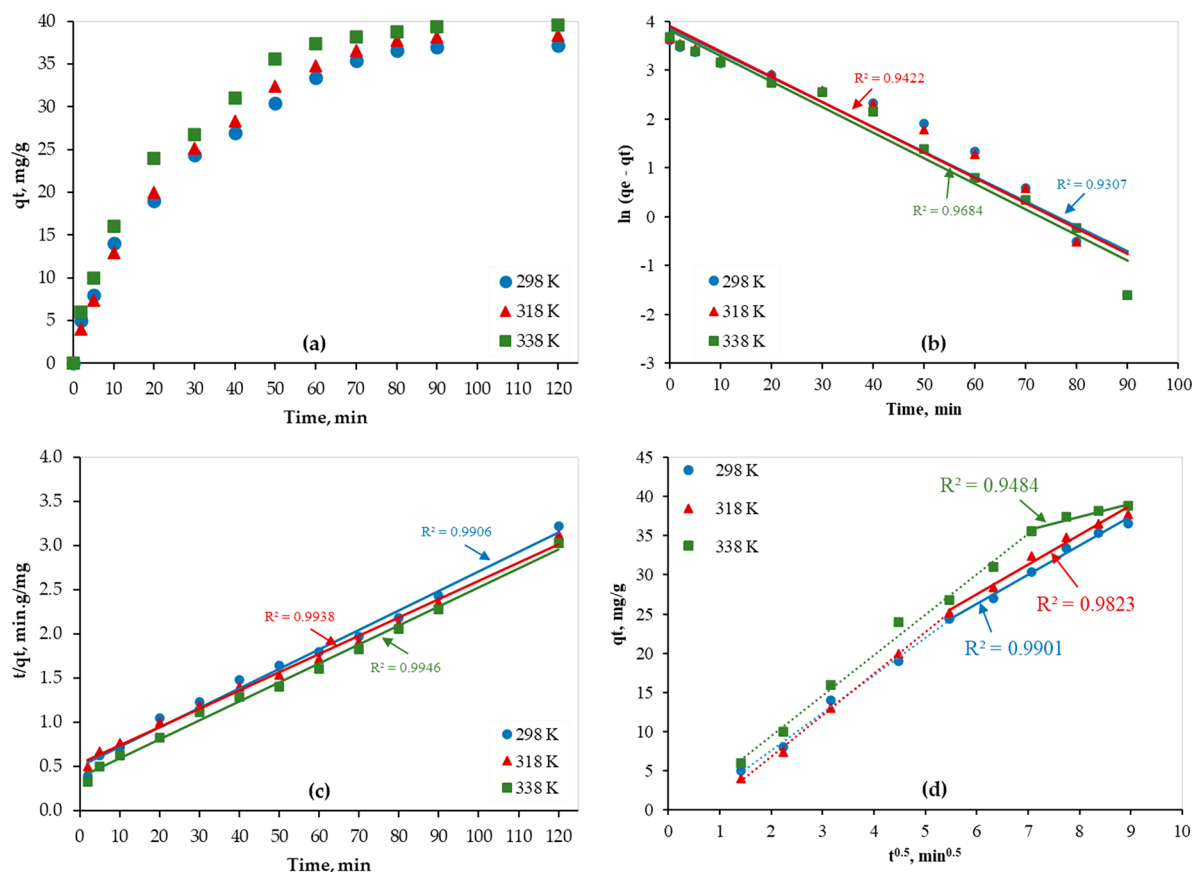 40
35
30
25
20
15
10
5
0
qt, mg/g
298 K
318 K
338 K
(a)
0 10 20 30 40 50 60 70 80 90 100 110 120
Time, min
4
3
2
1
0
-1
-2
-3
ln (qe - qt)
R² = 0.9422
R² = 0.9307
R² = 0.9684
298 K
318 K
338 K
(b)
0 10 20 30 40 50 60 70 80 90 100
Time, min
4.0
3.5
3.0
2.5
2.0
1.5
1.0
0.5
0.0
t/qt, min.g/mg
R² = 0.9906
R² = 0.9938
R² = 0.9946
298 K
318 K
338 K
(c)
0 10 20 30 40 50 60 70 80 90 100 110 120
Time, min
45
40
35
30
25
20
15
10
5
0
qt, mg/g
298 K
318 K
338 K
R² = 0.9484
R² = 0.9823
R² = 0.9901
(d)
0 1 2 3 4 5 6 7 8 9 10
t^0.5, min^0.5